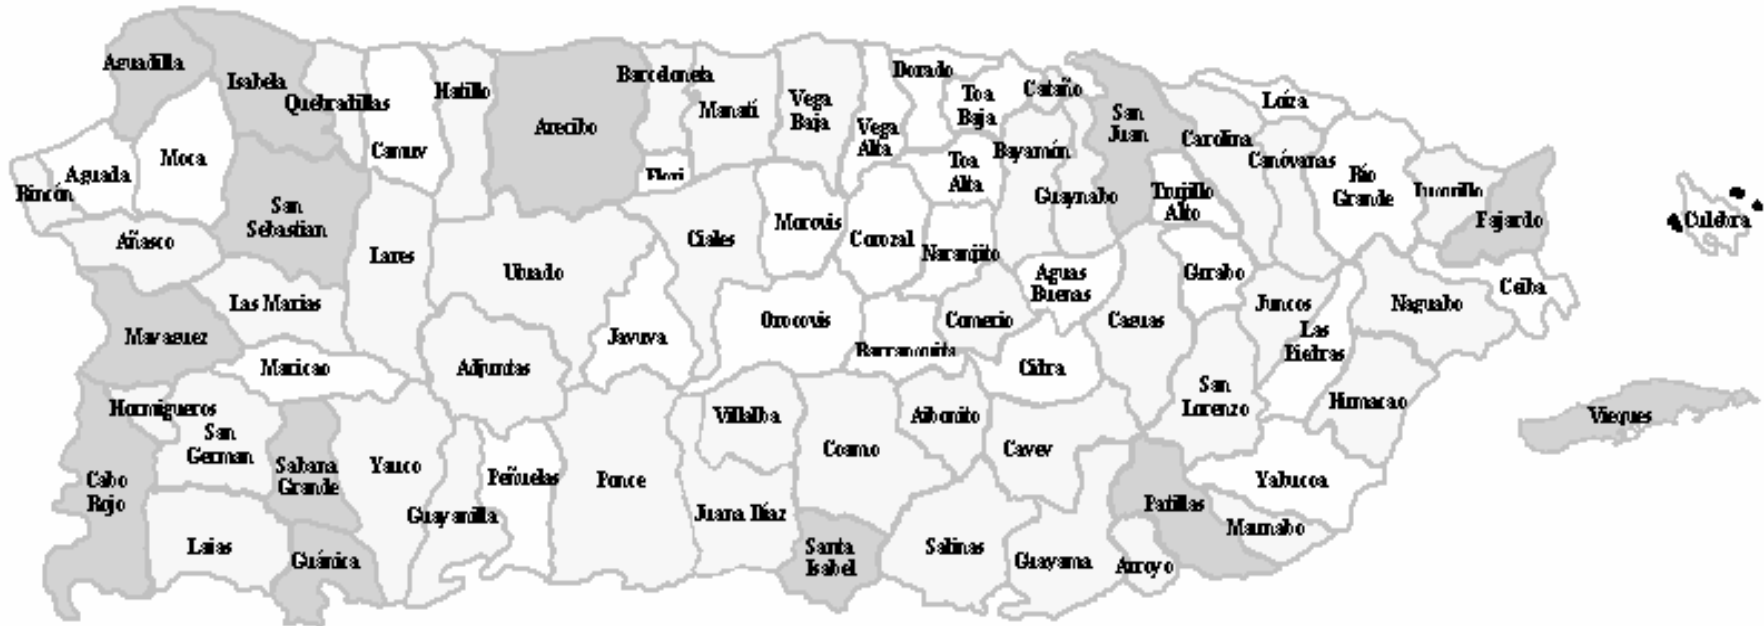 Aguadilla
Isabela
Quebradillas
Camuy
Hatillo
Arecibo
Barceloneta
Manatí
Vega
Baja
Vega
Alta
Dorado
Toa
Baja
Cataño
San
Juan
Carolina
Loíza
Canóvanas
Río
Grande
Luquillo
Fajardo
Culebra
Rincón
Aguada
Moca
San
Sebastian
Añasco
Lares
Utuado
Ciales
Morovis
Corozal
Toa
Alta
Bayamón
Guaynabo
Trujillo
Alto
Naranjito
Aguas
Buenas
Gurabo
Caguas
Juncos
Las
Piedras
Naguabo
Ceiba
Mayaguez
Las Marias
Maricao
Adjuntas
Jayuya
Orocovis
Barranquita
Comerio
Cidra
San
Lorenzo
Humacao
Vieques
Hormigueros
San
German
Cabo
Rojo
Sabana
Grande
Yauco
Guayanilla
Peñuelas
Ponce
Villalba
Juana Díaz
Coamo
Aibonito
Cayey
Yabucoa
Patillas
Maunabo
Lajas
Guánica
Santa
Isabel
Salinas
Guayama
Arroyo